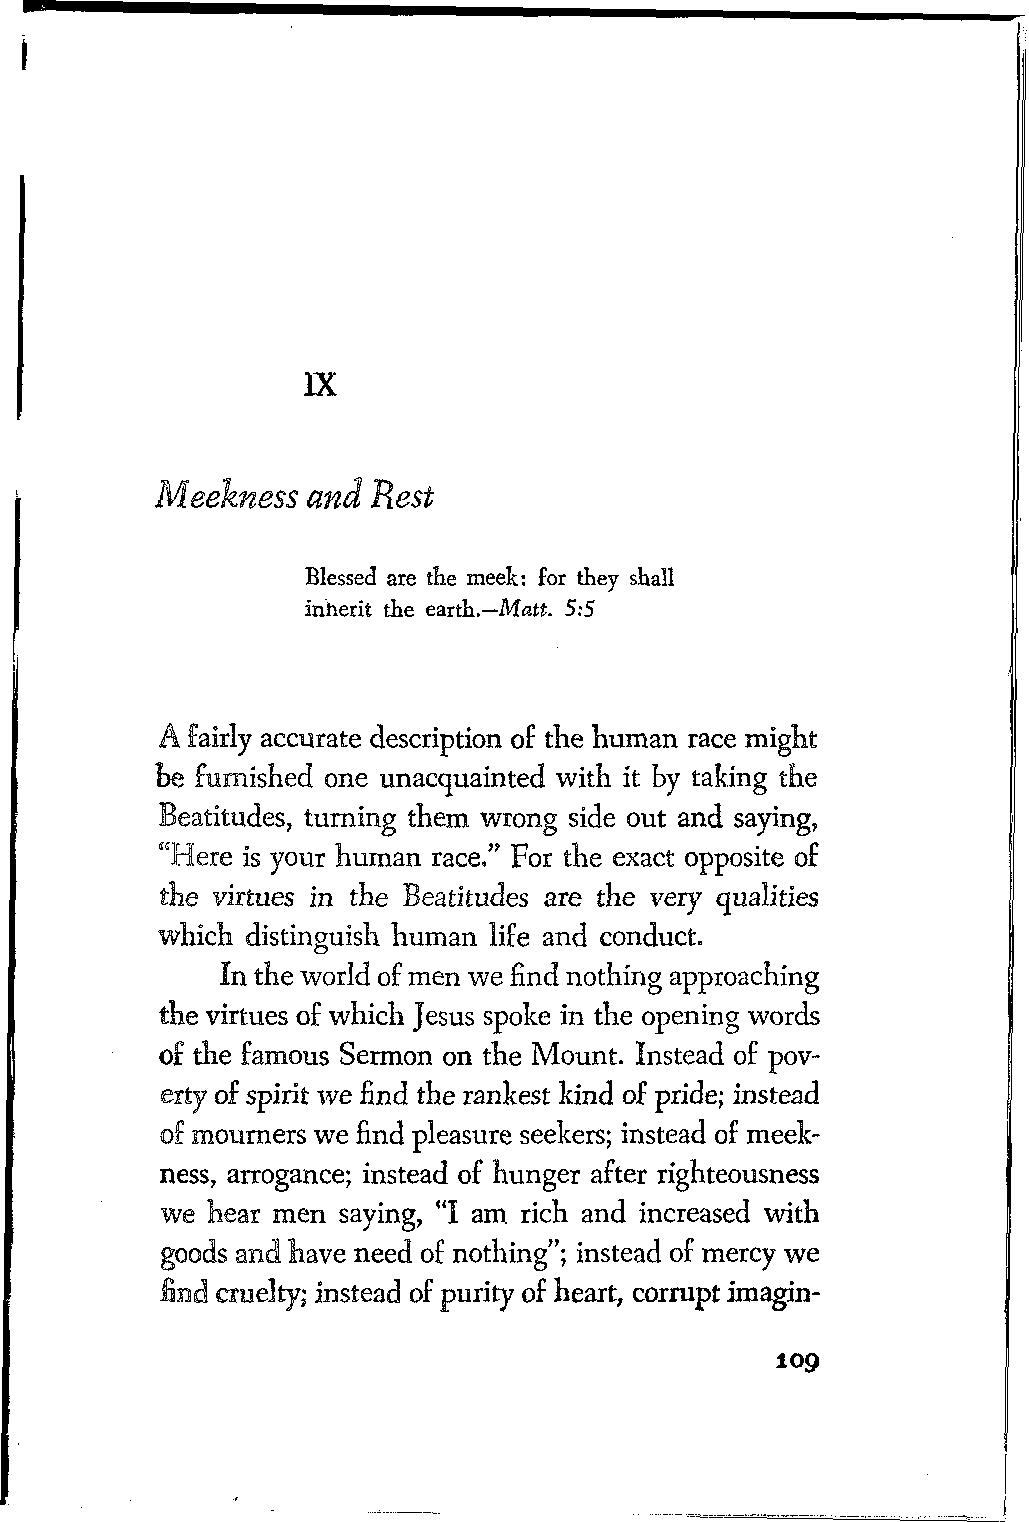 IX
Meekness and Rest
Blessed are the meek: for they shall
inherit the earth.—Matt. 5:5
A fairly accurate description of the human race might
be furnished one unacquainted with it by taking the
Beatitudes, turning them wrong side out and saying,
“Here is your human race.” For the exact opposite of
the virtues in the Beatitudes are the very qualities
which distinguish human life and conduct.
In the world of men we find nothing approaching
the virtues of which Jesus spoke in the opening words
of the famous Sermon on the Mount. Instead of pov-
erty of spirit we find the rankest kind of pride; instead
of mourners we find pleasure seekers; instead of meek-
ness, arrogance; instead of hunger after righteousness
we hear men saying, “I am rich and increased with
goods and have need of nothing”; instead of mercy we
find cruelty; instead of purity of heart, corrupt imagin-
109